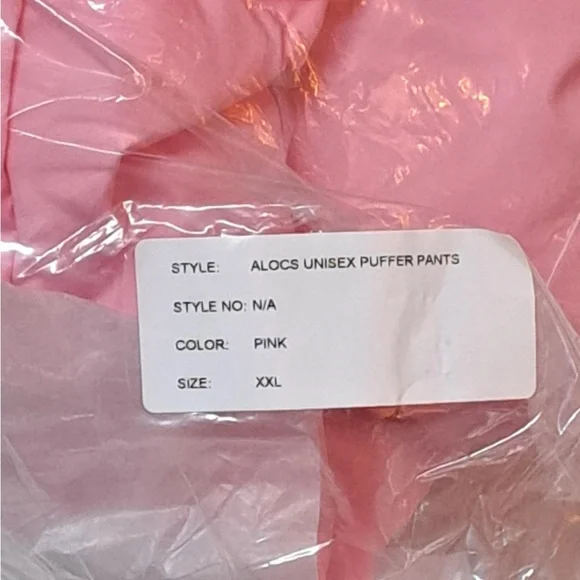 STYLE: ALOCS UNISEX PUFFER PANTS
STYLE NO: N/A
COLOR: PINK
SIZE: XXL